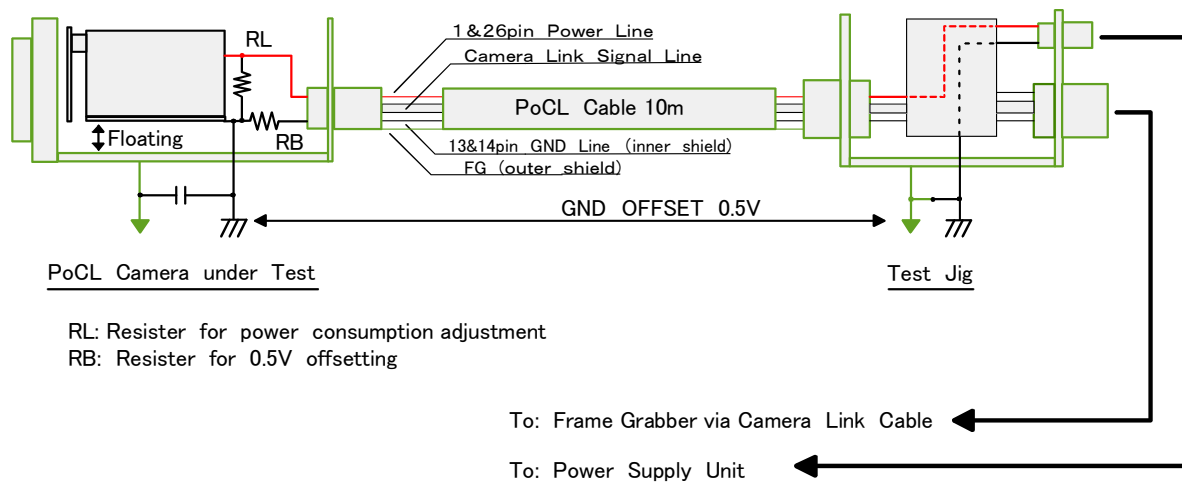 RL
1&26pin Power Line
Camera Link Signal Line
PoCL Cable 10m
Floating
RB
13&14pin GND Line (inner shield)
FG (outer shield)
GND OFFSET 0.5V
PoCL Camera under Test
Test Jig
RL: Resister for power consumption adjustment
RB: Resister for 0.5V offsetting
To: Frame Grabber via Camera Link Cable
To: Power Supply Unit